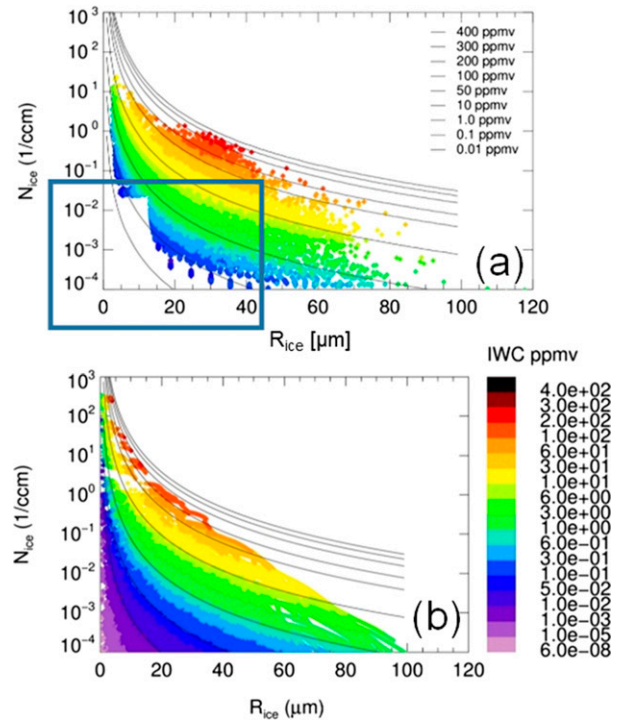 10³
10²
10¹
10⁰
10⁻¹
10⁻²
10⁻³
10⁻⁴
N_ice (1/ccm)
400 ppmv
300 ppmv
200 ppmv
100 ppmv
50 ppmv
10 ppmv
1.0 ppmv
0.1 ppmv
0.01 ppmv
(a)
0 20 40 60 80 100 120
R_ice [µm]
10³
10²
10¹
10⁰
10⁻¹
10⁻²
10⁻³
10⁻⁴
N_ice (1/ccm)
(b)
0 20 40 60 80 100 120
R_ice (µm)
IWC ppmv
4.0e+02
3.0e+02
2.0e+02
1.0e+02
6.0e+01
3.0e+01
1.0e+01
6.0e+00
1.0e+00
6.0e-01
3.0e-01
1.0e-01
5.0e-02
1.0e-02
1.0e-03
1.0e-05
6.0e-08